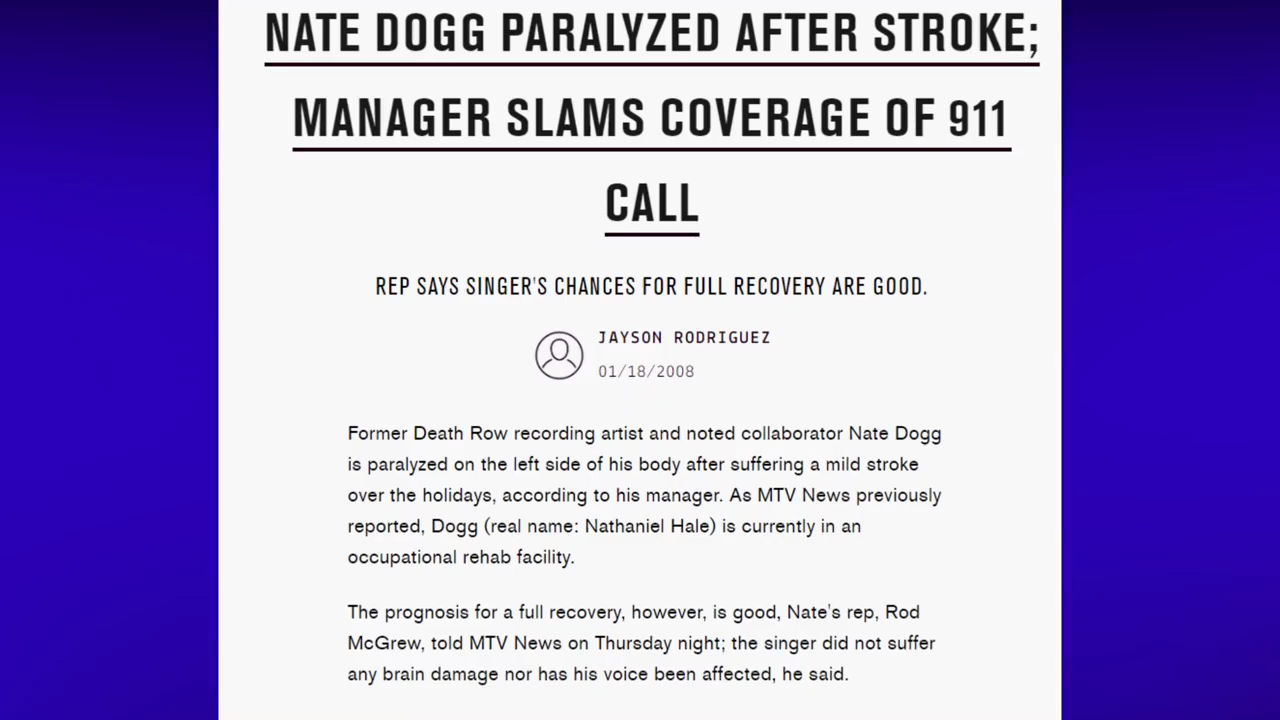 NATE DOGG PARALYZED AFTER STROKE;
MANAGER SLAMS COVERAGE OF 911
CALL
REP SAYS SINGER'S CHANCES FOR FULL RECOVERY ARE GOOD.
JAYSON RODRIGUEZ
01/18/2008
Former Death Row recording artist and noted collaborator Nate Dogg
is paralyzed on the left side of his body after suffering a mild stroke
over the holidays, according to his manager. As MTV News previously
reported, Dogg (real name: Nathaniel Hale) is currently in an
occupational rehab facility.
The prognosis for a full recovery, however, is good, Nate's rep, Rod
McGrew, told MTV News on Thursday night; the singer did not suffer
any brain damage nor has his voice been affected, he said.